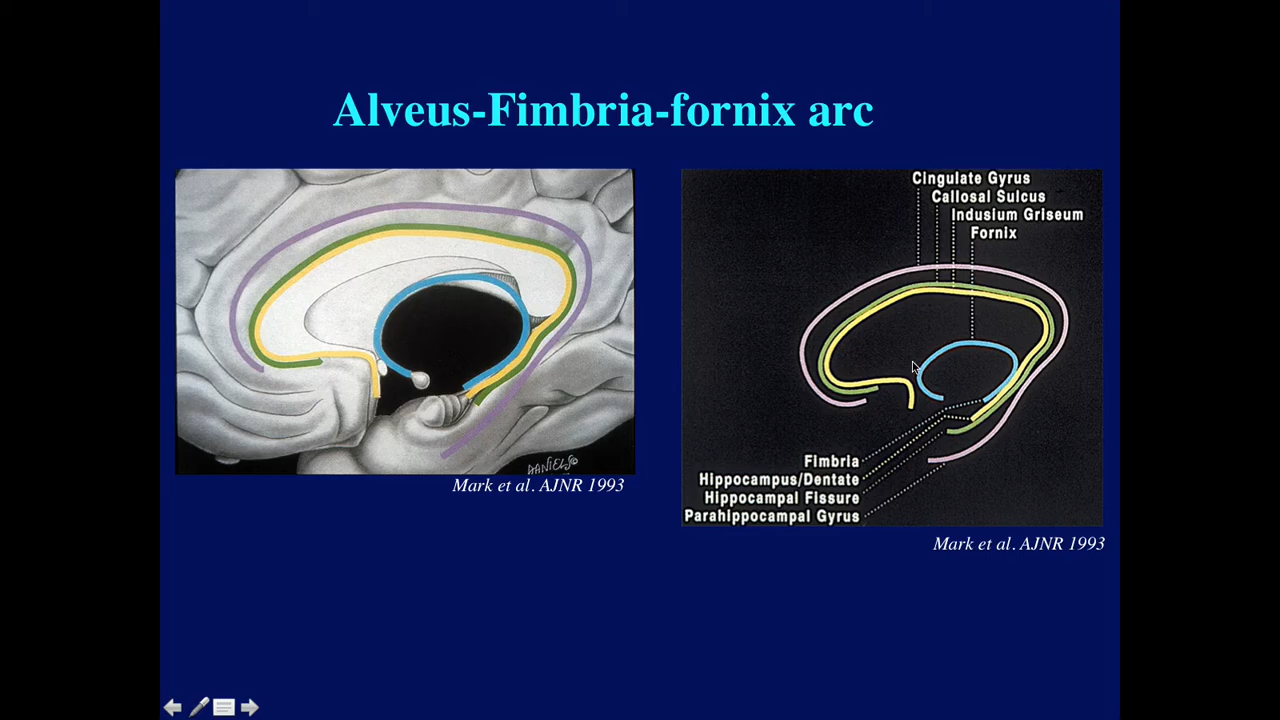 Alveus-Fimbria-fornix arc
DANIELS©
Mark et al. AJNR 1993
Cingulate Gyrus
Callosal Sulcus
Indusium Griseum
Fornix
Fimbria
Hippocampus/Dentate
Hippocampal Fissure
Parahippocampal Gyrus
Mark et al. AJNR 1993